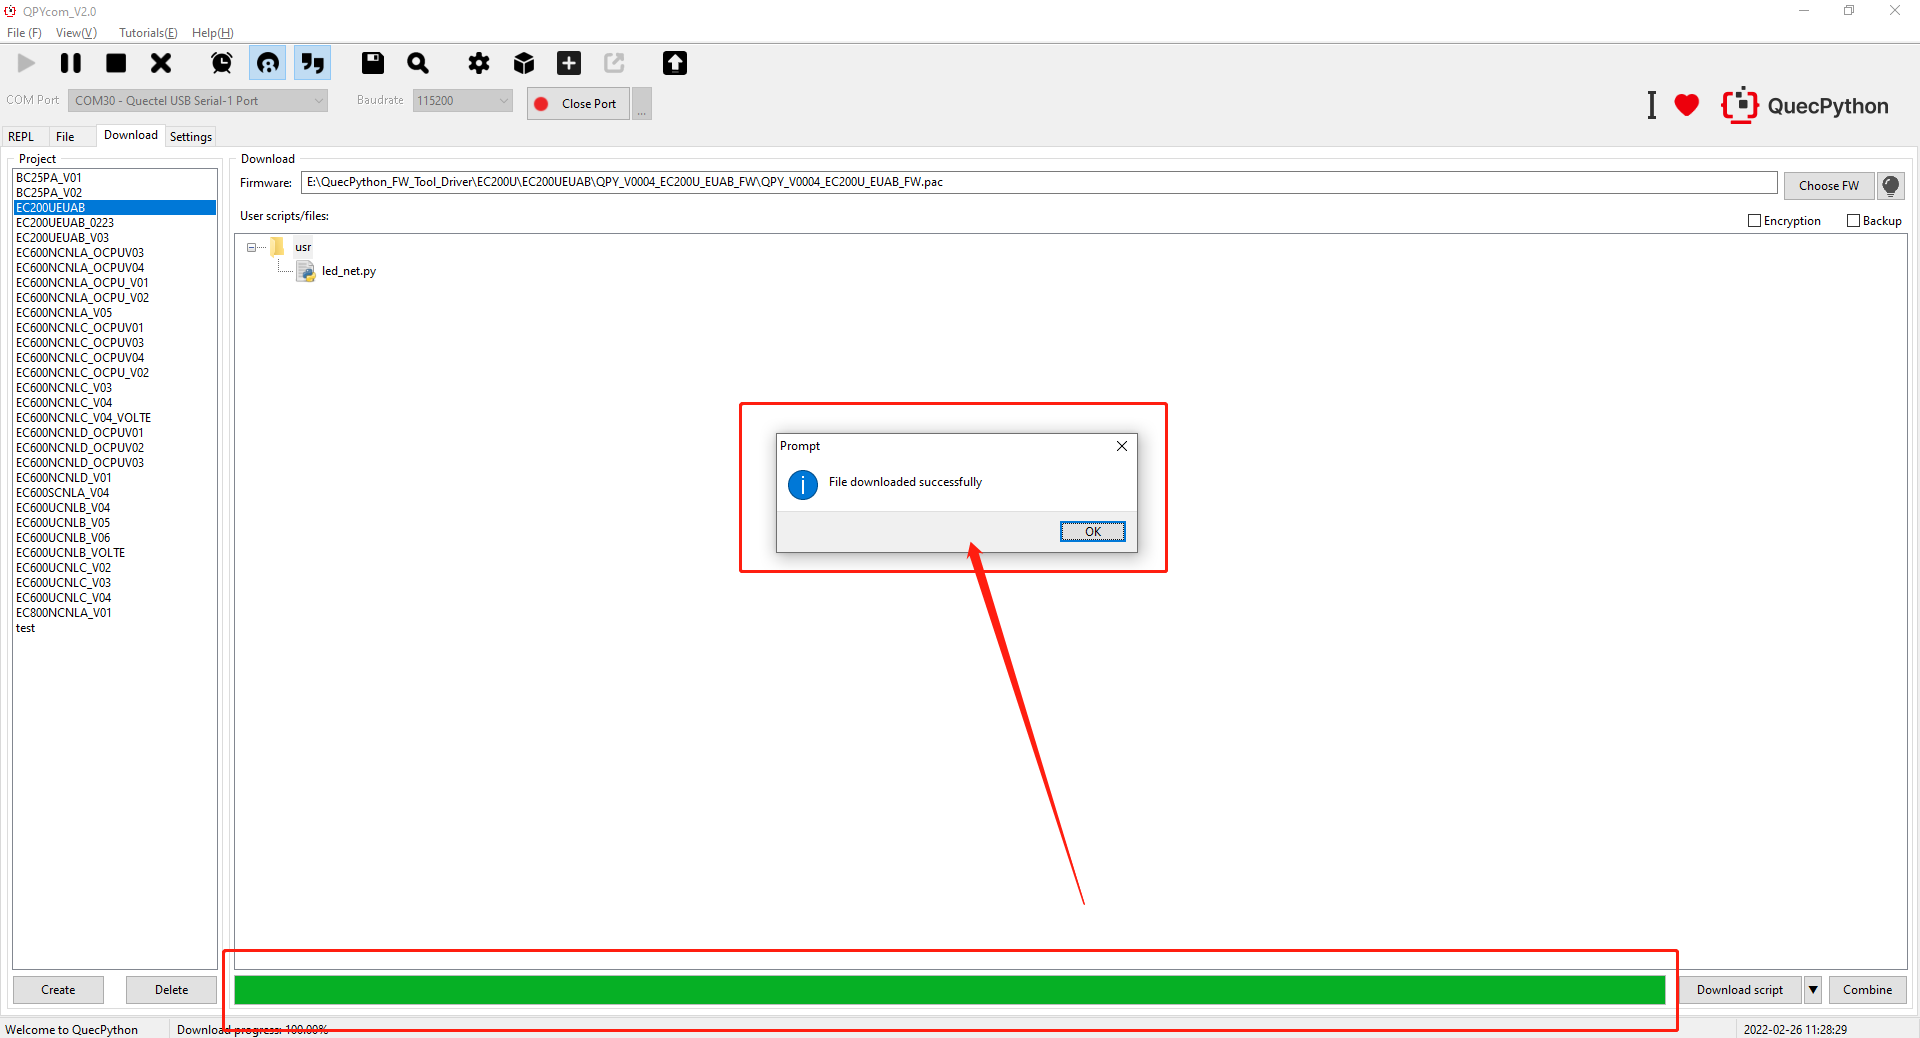 QPYcom_V2.0
File (F) View(V) Tutorials(E) Help(H)
COM Port COM30 - Quectel USB Serial-1 Port Baudrate 115200 Close Port ...
I QuecPython
REPL File Download Settings
Project
BC25PA_V01
BC25PA_V02
EC200UEUAB
EC200UEUAB_0223
EC200UEUAB_V03
EC600NCNLA_OCPUV03
EC600NCNLA_OCPUV04
EC600NCNLA_OCPU_V01
EC600NCNLA_OCPU_V02
EC600NCNLA_V05
EC600NCNLC_OCPUV01
EC600NCNLC_OCPUV03
EC600NCNLC_OCPUV04
EC600NCNLC_OCPU_V02
EC600NCNLC_V03
EC600NCNLC_V04
EC600NCNLC_V04_VOLTE
EC600NCNLD_OCPUV01
EC600NCNLD_OCPUV02
EC600NCNLD_OCPUV03
EC600NCNLD_V01
EC600SCNLA_V04
EC600UCNLB_V04
EC600UCNLB_V05
EC600UCNLB_V06
EC600UCNLB_VOLTE
EC600UCNLC_V02
EC600UCNLC_V03
EC600UCNLC_V04
EC800NCNLA_V01
test
Create Delete
Download
Firmware: E:\QuecPython_FW_Tool_Driver\EC200U\EC200UEUAB\QPY_V0004_EC200U_EUAB_FW\QPY_V0004_EC200U_EUAB_FW.pac Choose FW
User scripts/files: Encryption Backup
usr
led_net.py
Prompt
File downloaded successfully
OK
Download script Combine
Welcome to QuecPython Download progress: 100.00% 2022-02-26 11:28:29